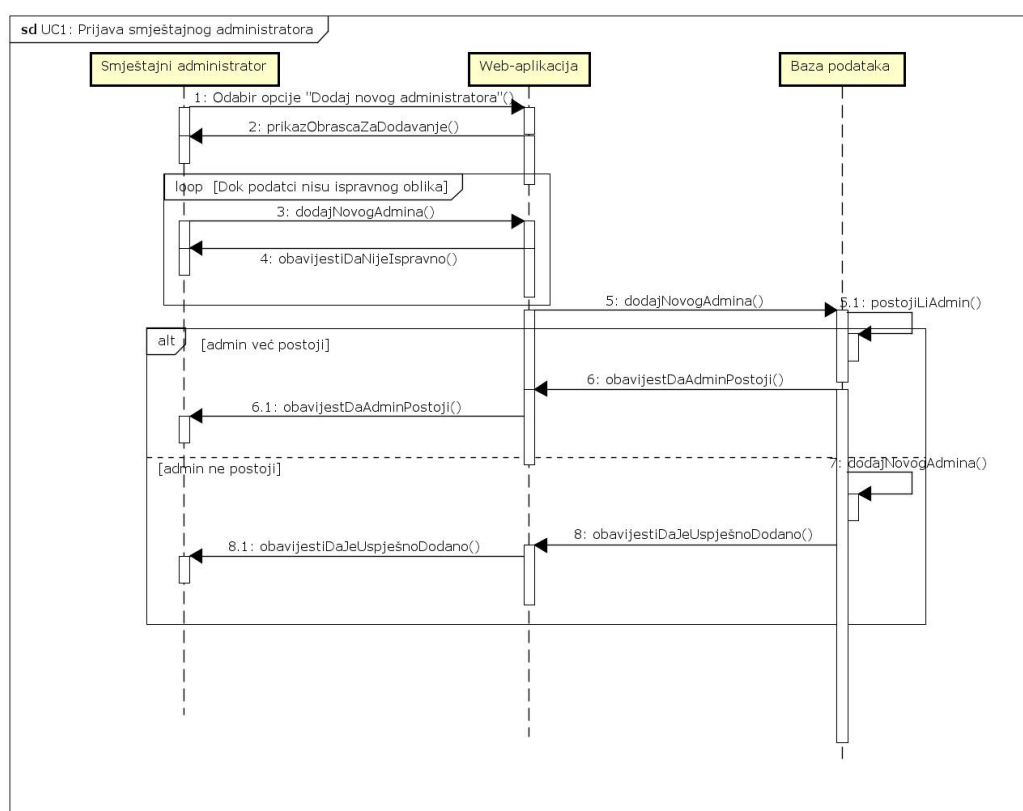 sd UC1: Prijava smještajnog administratora
Smještajni administrator
Web-aplikacija
Baza podataka
1: Odabir opcije "Dodaj novog administratora"()
2: prikazObrascaZaDodavanje()
loop [Dok podatci nisu ispravnog oblika]
3: dodajNovogAdmina()
4: obavijestiDaNijeIspravno()
5: dodajNovogAdmina()
5.1: postojiLiAdmin()
alt [admin već postoji]
6: obavijestDaAdminPostoji()
6.1: obavijestDaAdminPostoji()
[admin ne postoji]
7: dodajNovogAdmina()
8: obavijestiDaJeUspješnoDodano()
8.1: obavijestiDaJeUspješnoDodano()